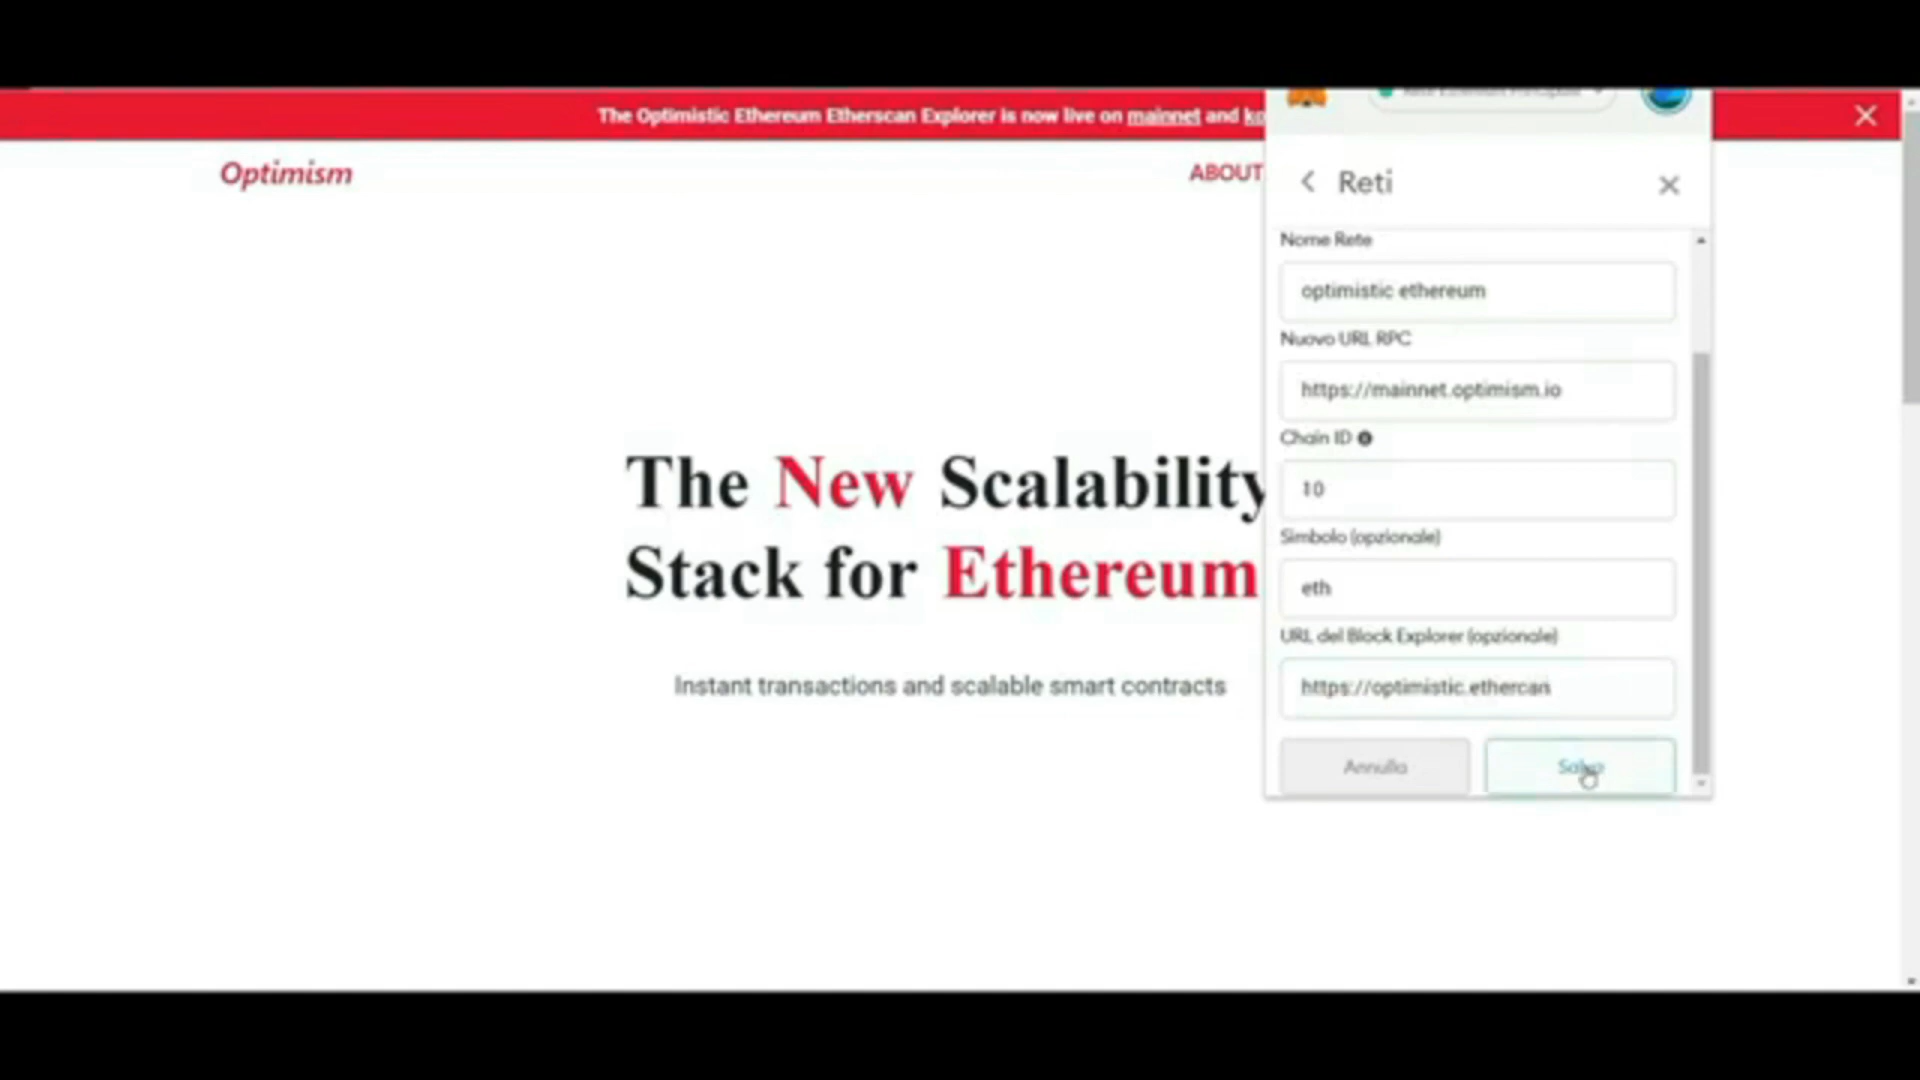 The Optimistic Ethereum Etherscan Explorer is now live on mainnet and ko
Optimism
ABOUT
The New Scalability
Stack for Ethereum
Instant transactions and scalable smart contracts
Reti
Nome Rete
optimistic ethereum
Nuovo URL RPC
https://mainnet.optimism.io
Chain ID
10
Simbolo (opzionale)
eth
URL del Block Explorer (opzionale)
https://optimistic.ethercan
Annulla
Salva